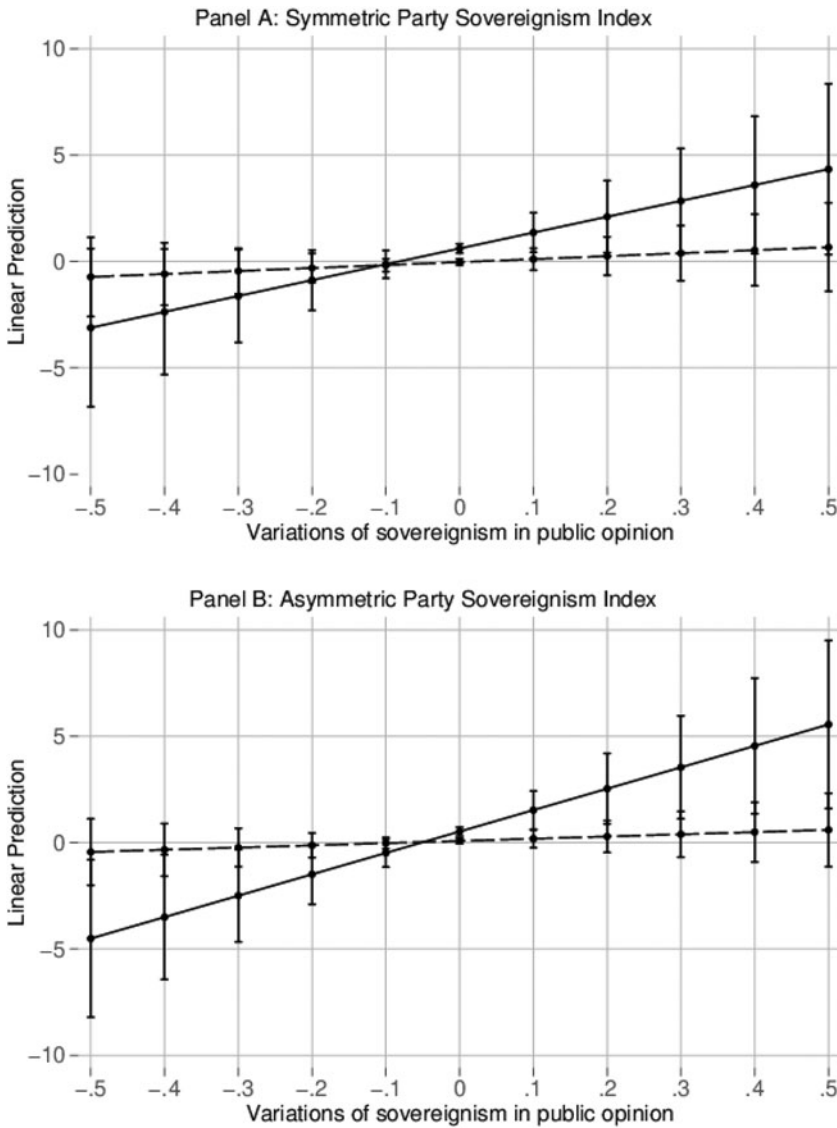 Panel A: Symmetric Party Sovereignism Index
10
5
0
−5
−10
Linear Prediction
−.5 −.4 −.3 −.2 −.1 0 .1 .2 .3 .4 .5
Variations of sovereignism in public opinion
Panel B: Asymmetric Party Sovereignism Index
10
5
0
−5
−10
Linear Prediction
−.5 −.4 −.3 −.2 −.1 0 .1 .2 .3 .4 .5
Variations of sovereignism in public opinion